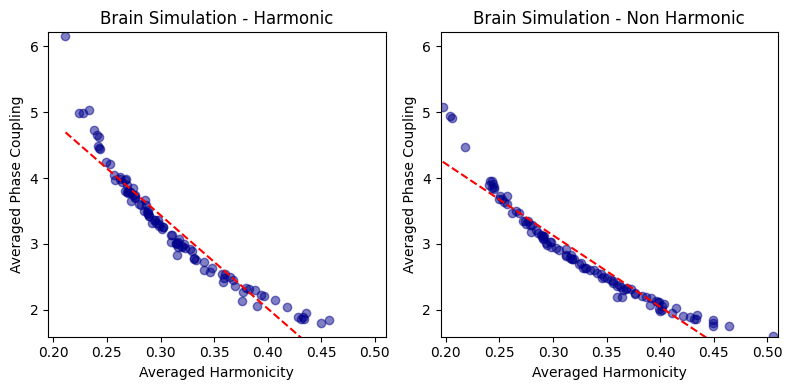 Brain Simulation - Harmonic
Averaged Phase Coupling
6
5
4
3
2
0.20 0.25 0.30 0.35 0.40 0.45 0.50
Averaged Harmonicity
Brain Simulation - Non Harmonic
Averaged Phase Coupling
6
5
4
3
2
0.20 0.25 0.30 0.35 0.40 0.45 0.50
Averaged Harmonicity